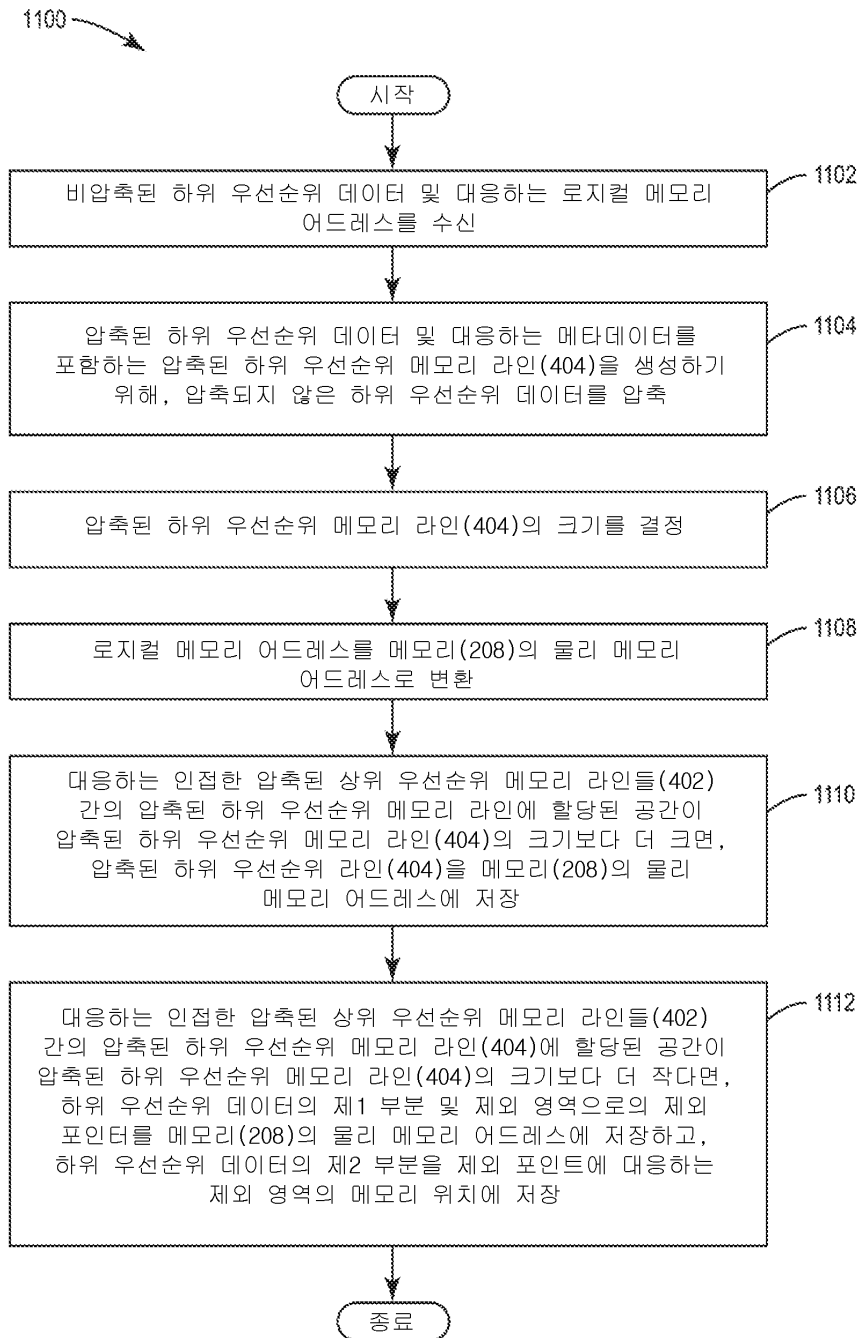 1100
시작
1102
비압축된 하위 우선순위 데이터 및 대응하는 로지컬 메모리
어드레스를 수신
1104
압축된 하위 우선순위 데이터 및 대응하는 메타데이터를
포함하는 압축된 하위 우선순위 메모리 라인(404)을 생성하기
위해, 압축되지 않은 하위 우선순위 데이터를 압축
1106
압축된 하위 우선순위 메모리 라인(404)의 크기를 결정
1108
로지컬 메모리 어드레스를 메모리(208)의 물리 메모리
어드레스로 변환
1110
대응하는 인접한 압축된 상위 우선순위 메모리 라인들(402)
간의 압축된 하위 우선순위 메모리 라인에 할당된 공간이
압축된 하위 우선순위 메모리 라인(404)의 크기보다 더 크면,
압축된 하위 우선순위 라인(404)을 메모리(208)의 물리
메모리 어드레스에 저장
1112
대응하는 인접한 압축된 상위 우선순위 메모리 라인들(402)
간의 압축된 하위 우선순위 메모리 라인(404)에 할당된 공간이
압축된 하위 우선순위 메모리 라인(404)의 크기보다 더 작다면,
하위 우선순위 데이터의 제1 부분 및 제외 영역으로의 제외
포인터를 메모리(208)의 물리 메모리 어드레스에 저장하고,
하위 우선순위 데이터의 제2 부분을 제외 포인트에 대응하는
제외 영역의 메모리 위치에 저장
종료